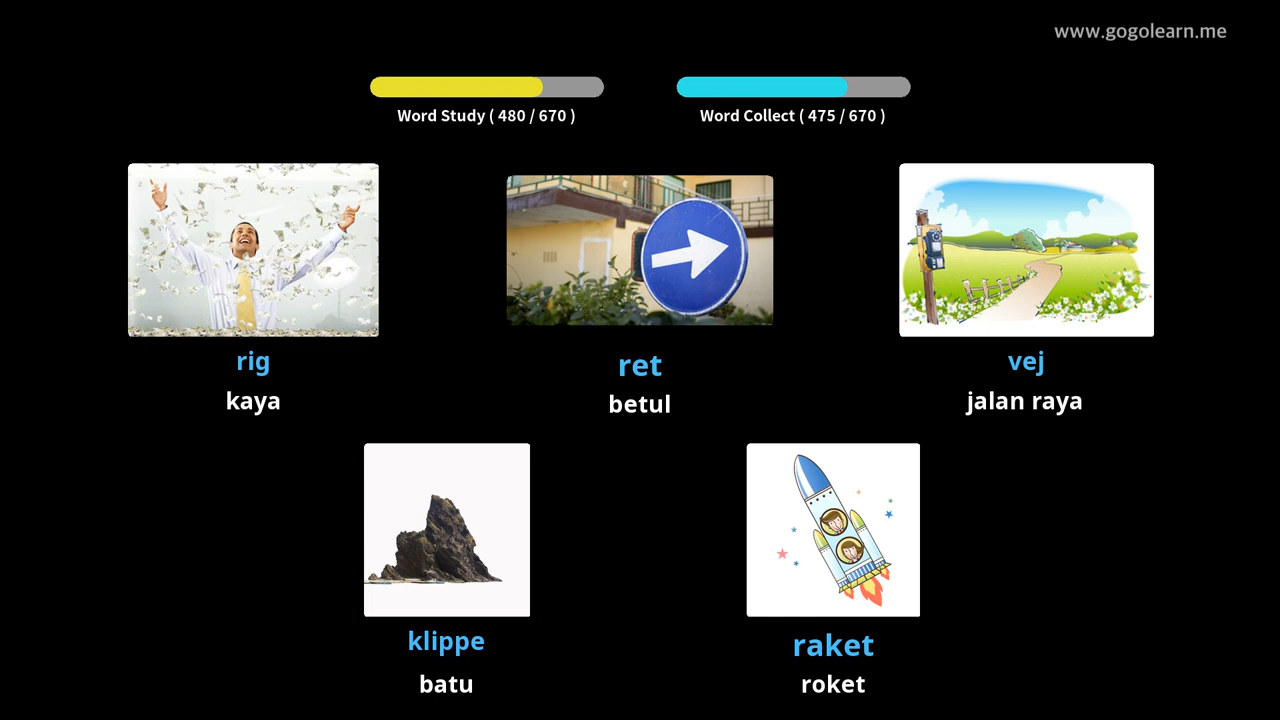 www.gogolearn.me
Word Study ( 480 / 670 )
Word Collect ( 475 / 670 )
rig
kaya
ret
betul
vej
jalan raya
klippe
batu
raket
roket